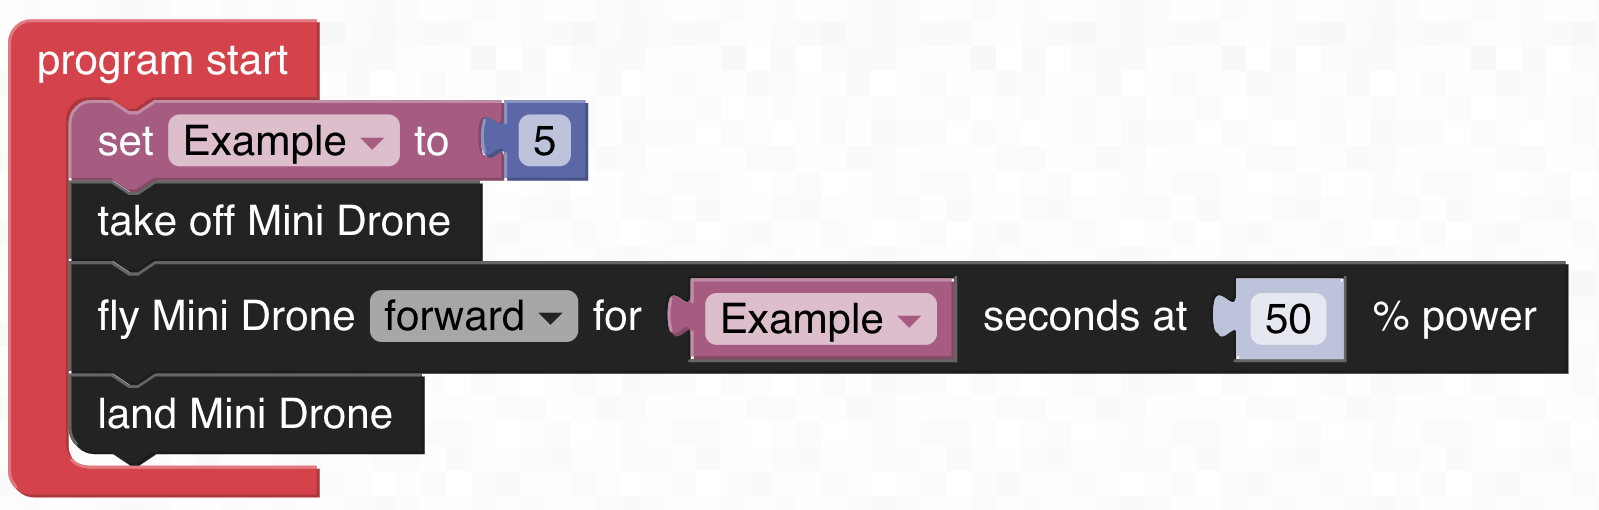 program start
set Example to 5
take off Mini Drone
fly Mini Drone forward for Example seconds at 50 % power
land Mini Drone